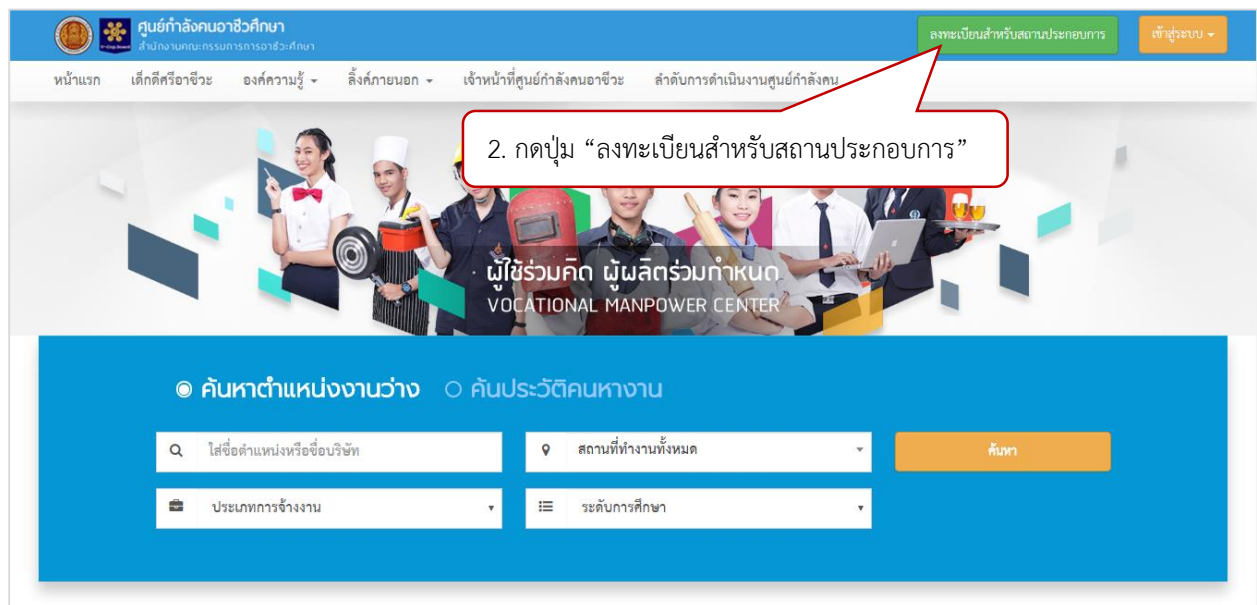 ศูนย์กำลังคนอาชีวศึกษา
สำนักงานคณะกรรมการการอาชีวะศึกษา
ลงทะเบียนสำหรับสถานประกอบการ
เข้าสู่ระบบ
หน้าแรก เด็กดีศรีอาชีวะ องค์ความรู้ ลิ้งค์ภายนอก เจ้าหน้าที่ศูนย์กำลังคนอาชีวะ ลำดับการดำเนินงานศูนย์กำลังคน
2. กดปุ่ม “ลงทะเบียนสำหรับสถานประกอบการ”
ผู้ใช้ร่วมคิด ผู้ผลิตร่วมกำหนด
VOCATIONAL MANPOWER CENTER
ค้นหาตำแหน่งงานว่าง ค้นประวัติคนหางาน
ใส่ชื่อตำแหน่งหรือชื่อบริษัท สถานที่ทำงานทั้งหมด ค้นหา
ประเภทการจ้างงาน ระดับการศึกษา